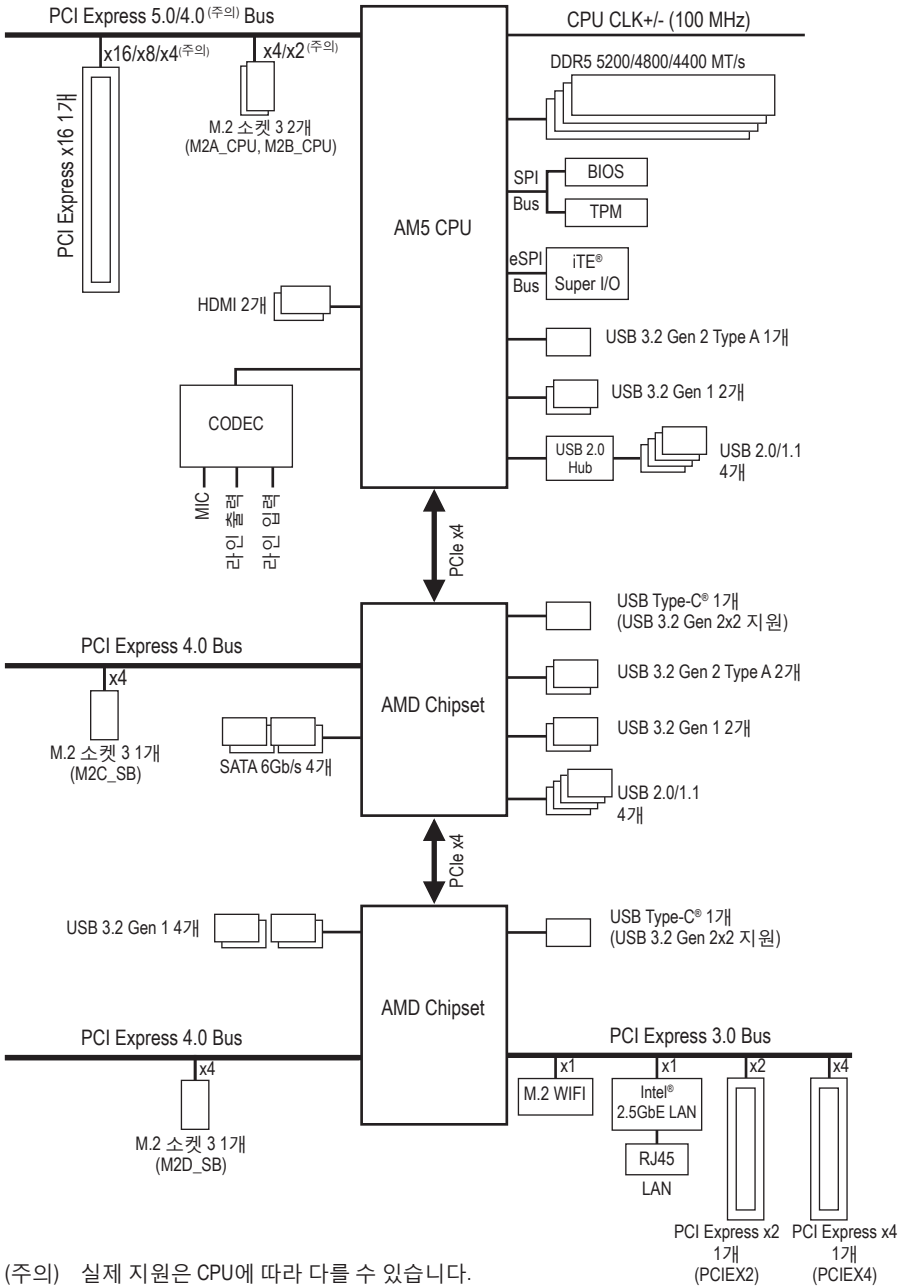 PCI Express 5.0/4.0 (주의) Bus
CPU CLK+/- (100 MHz)
x16/x8/x4(주의)
x4/x2(주의)
PCI Express x16 1개
M.2 소켓 3 2개
(M2A_CPU, M2B_CPU)
DDR5 5200/4800/4400 MT/s
SPI
Bus
BIOS
TPM
AM5 CPU
eSPI
Bus
iTE®
Super I/O
HDMI 2개
USB 3.2 Gen 2 Type A 1개
USB 3.2 Gen 1 2개
CODEC
USB 2.0
Hub
USB 2.0/1.1
4개
MIC
라인 출력
라인 입력
PCIe x4
USB Type-C® 1개
(USB 3.2 Gen 2x2 지원)
PCI Express 4.0 Bus
x4
M.2 소켓 3 1개
(M2C_SB)
SATA 6Gb/s 4개
AMD Chipset
USB 3.2 Gen 2 Type A 2개
USB 3.2 Gen 1 2개
USB 2.0/1.1
4개
PCIe x4
USB 3.2 Gen 1 4개
USB Type-C® 1개
(USB 3.2 Gen 2x2 지원)
AMD Chipset
PCI Express 4.0 Bus
x4
M.2 소켓 3 1개
(M2D_SB)
PCI Express 3.0 Bus
x1
x1
x2
x4
M.2 WIFI
Intel®
2.5GbE LAN
RJ45
LAN
PCI Express x2
1개
(PCIEX2)
PCI Express x4
1개
(PCIEX4)
(주의) 실제 지원은 CPU에 따라 다를 수 있습니다.